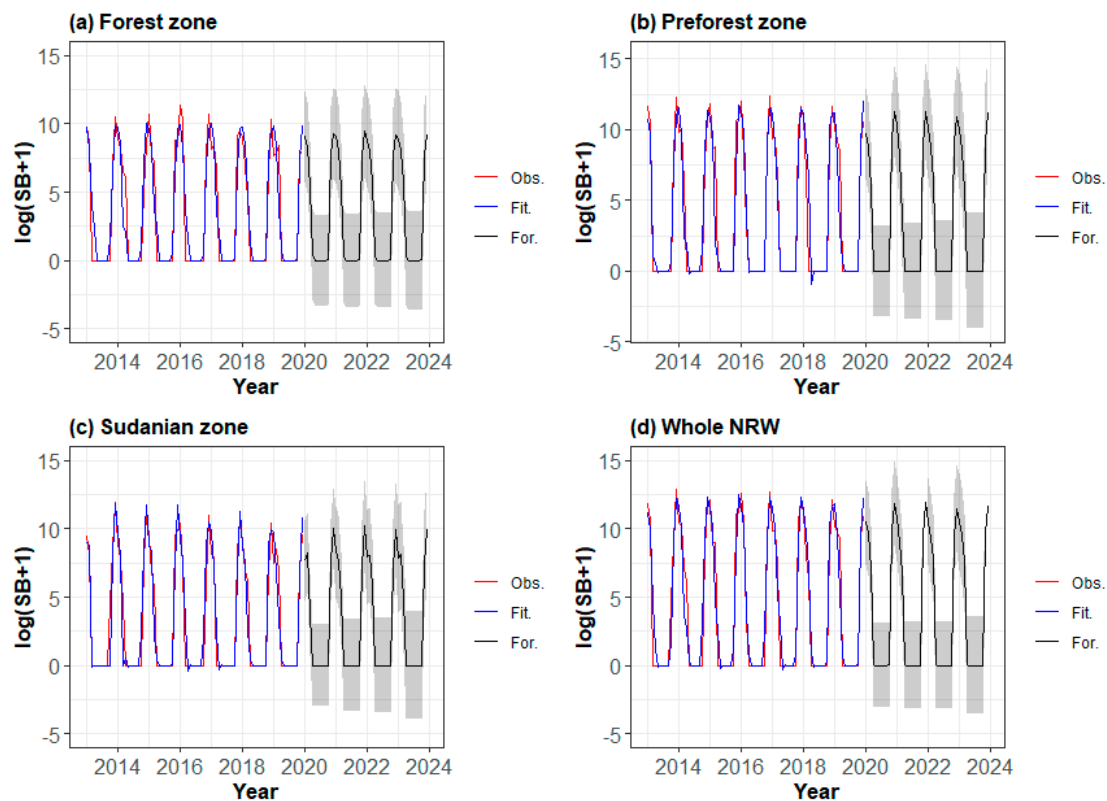 (a) Forest zone
15
10
5
0
-5
log(SB+1)
2014 2016 2018 2020 2022 2024
Year
Obs.
Fit.
For.
(b) Preforest zone
15
10
5
0
-5
log(SB+1)
2014 2016 2018 2020 2022 2024
Year
Obs.
Fit.
For.
(c) Sudanian zone
15
10
5
0
-5
log(SB+1)
2014 2016 2018 2020 2022 2024
Year
Obs.
Fit.
For.
(d) Whole NRW
15
10
5
0
-5
log(SB+1)
2014 2016 2018 2020 2022 2024
Year
Obs.
Fit.
For.